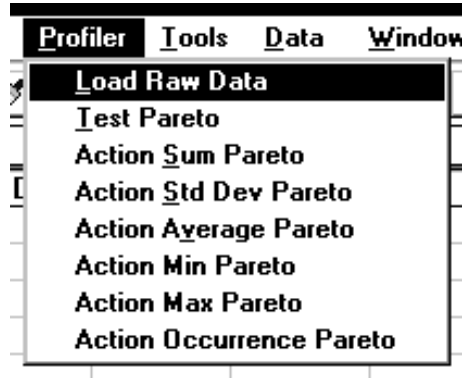 Profiler Tools Data Window
Load Raw Data
Test Pareto
Action Sum Pareto
Action Std Dev Pareto
Action Average Pareto
Action Min Pareto
Action Max Pareto
Action Occurrence Pareto